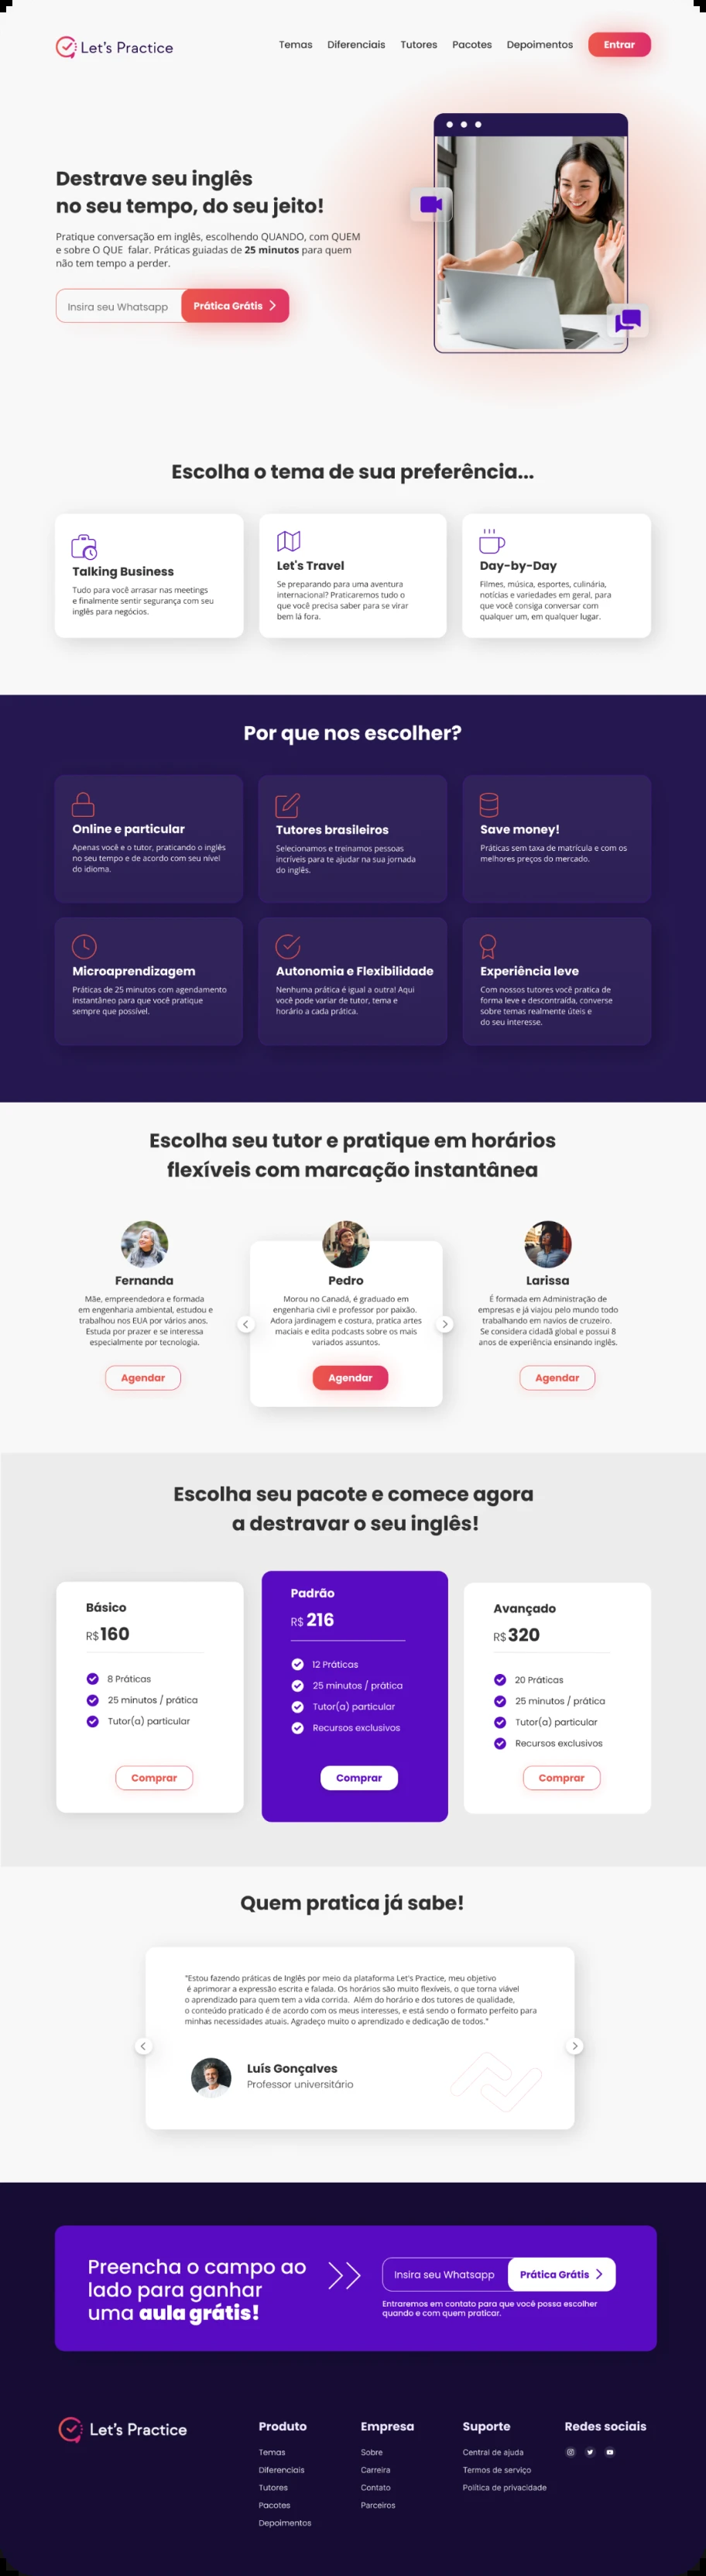 Let's Practice
Temas
Diferenciais
Tutores
Pacotes
Depoimentos
Entrar
Destrave seu inglês
no seu tempo, do seu jeito!
Pratique conversação em inglês, escolhendo QUANDO, com QUEM
e sobre O QUE falar. Práticas guiadas de 25 minutos para quem
não tem tempo a perder.
Insira seu Whatsapp
Prática Grátis
Escolha o tema de sua preferência...
Talking Business
Tudo para você arrasar nas meetings
e finalmente sentir segurança com seu
inglês para negócios.
Let's Travel
Se preparando para uma aventura
internacional? Praticaremos tudo o
que você precisa saber para se virar
bem lá fora.
Day-by-Day
Filmes, música, esportes, culinária,
notícias e variedades em geral, para
que você consiga conversar com
qualquer um, em qualquer lugar.
Por que nos escolher?
Online e particular
Apenas você e o tutor, praticando o inglês
no seu tempo e de acordo com seu nível
do idioma.
Tutores brasileiros
Selecionamos e treinamos pessoas
incríveis para te ajudar na sua jornada
do inglês.
Save money!
Práticas sem taxa de matrícula e com os
melhores preços do mercado.
Microaprendizagem
Práticas de 25 minutos com agendamento
instantâneo para que você pratique
sempre que possível.
Autonomia e Flexibilidade
Nenhuma prática é igual a outra! Aqui
você pode variar de tutor, tema e
horário a cada prática.
Experiência leve
Com nossos tutores você pratica de
forma leve e descontraída, converse
sobre temas realmente úteis e
do seu interesse.
Escolha seu tutor e pratique em horários
flexíveis com marcação instantânea
Fernanda
Mãe, empreendedora e formada
em engenharia ambiental, estudou e
trabalhou nos EUA por vários anos.
Estuda por prazer e se interessa
especialmente por tecnologia.
Agendar
Pedro
Morou no Canadá, é graduado em
engenharia civil e professor por paixão.
Adora jardinagem e costura, pratica artes
maciais e edita podcasts sobre os mais
variados assuntos.
Agendar
Larissa
É formada em Administração de
empresas e já viajou pelo mundo todo
trabalhando em navios de cruzeiro.
Se considera cidadã global e possui 8
anos de experiência ensinando inglês.
Agendar
Escolha seu pacote e comece agora
a destravar o seu inglês!
Básico
R$ 160
8 Práticas
25 minutos / prática
Tutor(a) particular
Comprar
Padrão
R$ 216
12 Práticas
25 minutos / prática
Tutor(a) particular
Recursos exclusivos
Comprar
Avançado
R$ 320
20 Práticas
25 minutos / prática
Tutor(a) particular
Recursos exclusivos
Comprar
Quem pratica já sabe!
"Estou fazendo práticas de Inglês por meio da plataforma Let's Practice, meu objetivo
é aprimorar a expressão escrita e falada. Os horários são muito flexíveis, o que torna viável
o aprendizado para quem tem a vida corrida. Além do horário e dos tutores de qualidade,
o conteúdo praticado é de acordo com os meus interesses, e está sendo o formato perfeito para
minhas necessidades atuais. Agradeço muito o aprendizado e dedicação de todos."
Luís Gonçalves
Professor universitário
Preencha o campo ao
lado para ganhar
uma aula grátis!
Insira seu Whatsapp
Prática Grátis
Entraremos em contato para que você possa escolher
quando e com quem praticar.
Let's Practice
Produto
Temas
Diferenciais
Tutores
Pacotes
Depoimentos
Empresa
Sobre
Carreira
Contato
Parceiros
Suporte
Central de ajuda
Termos de serviço
Política de privacidade
Redes sociais